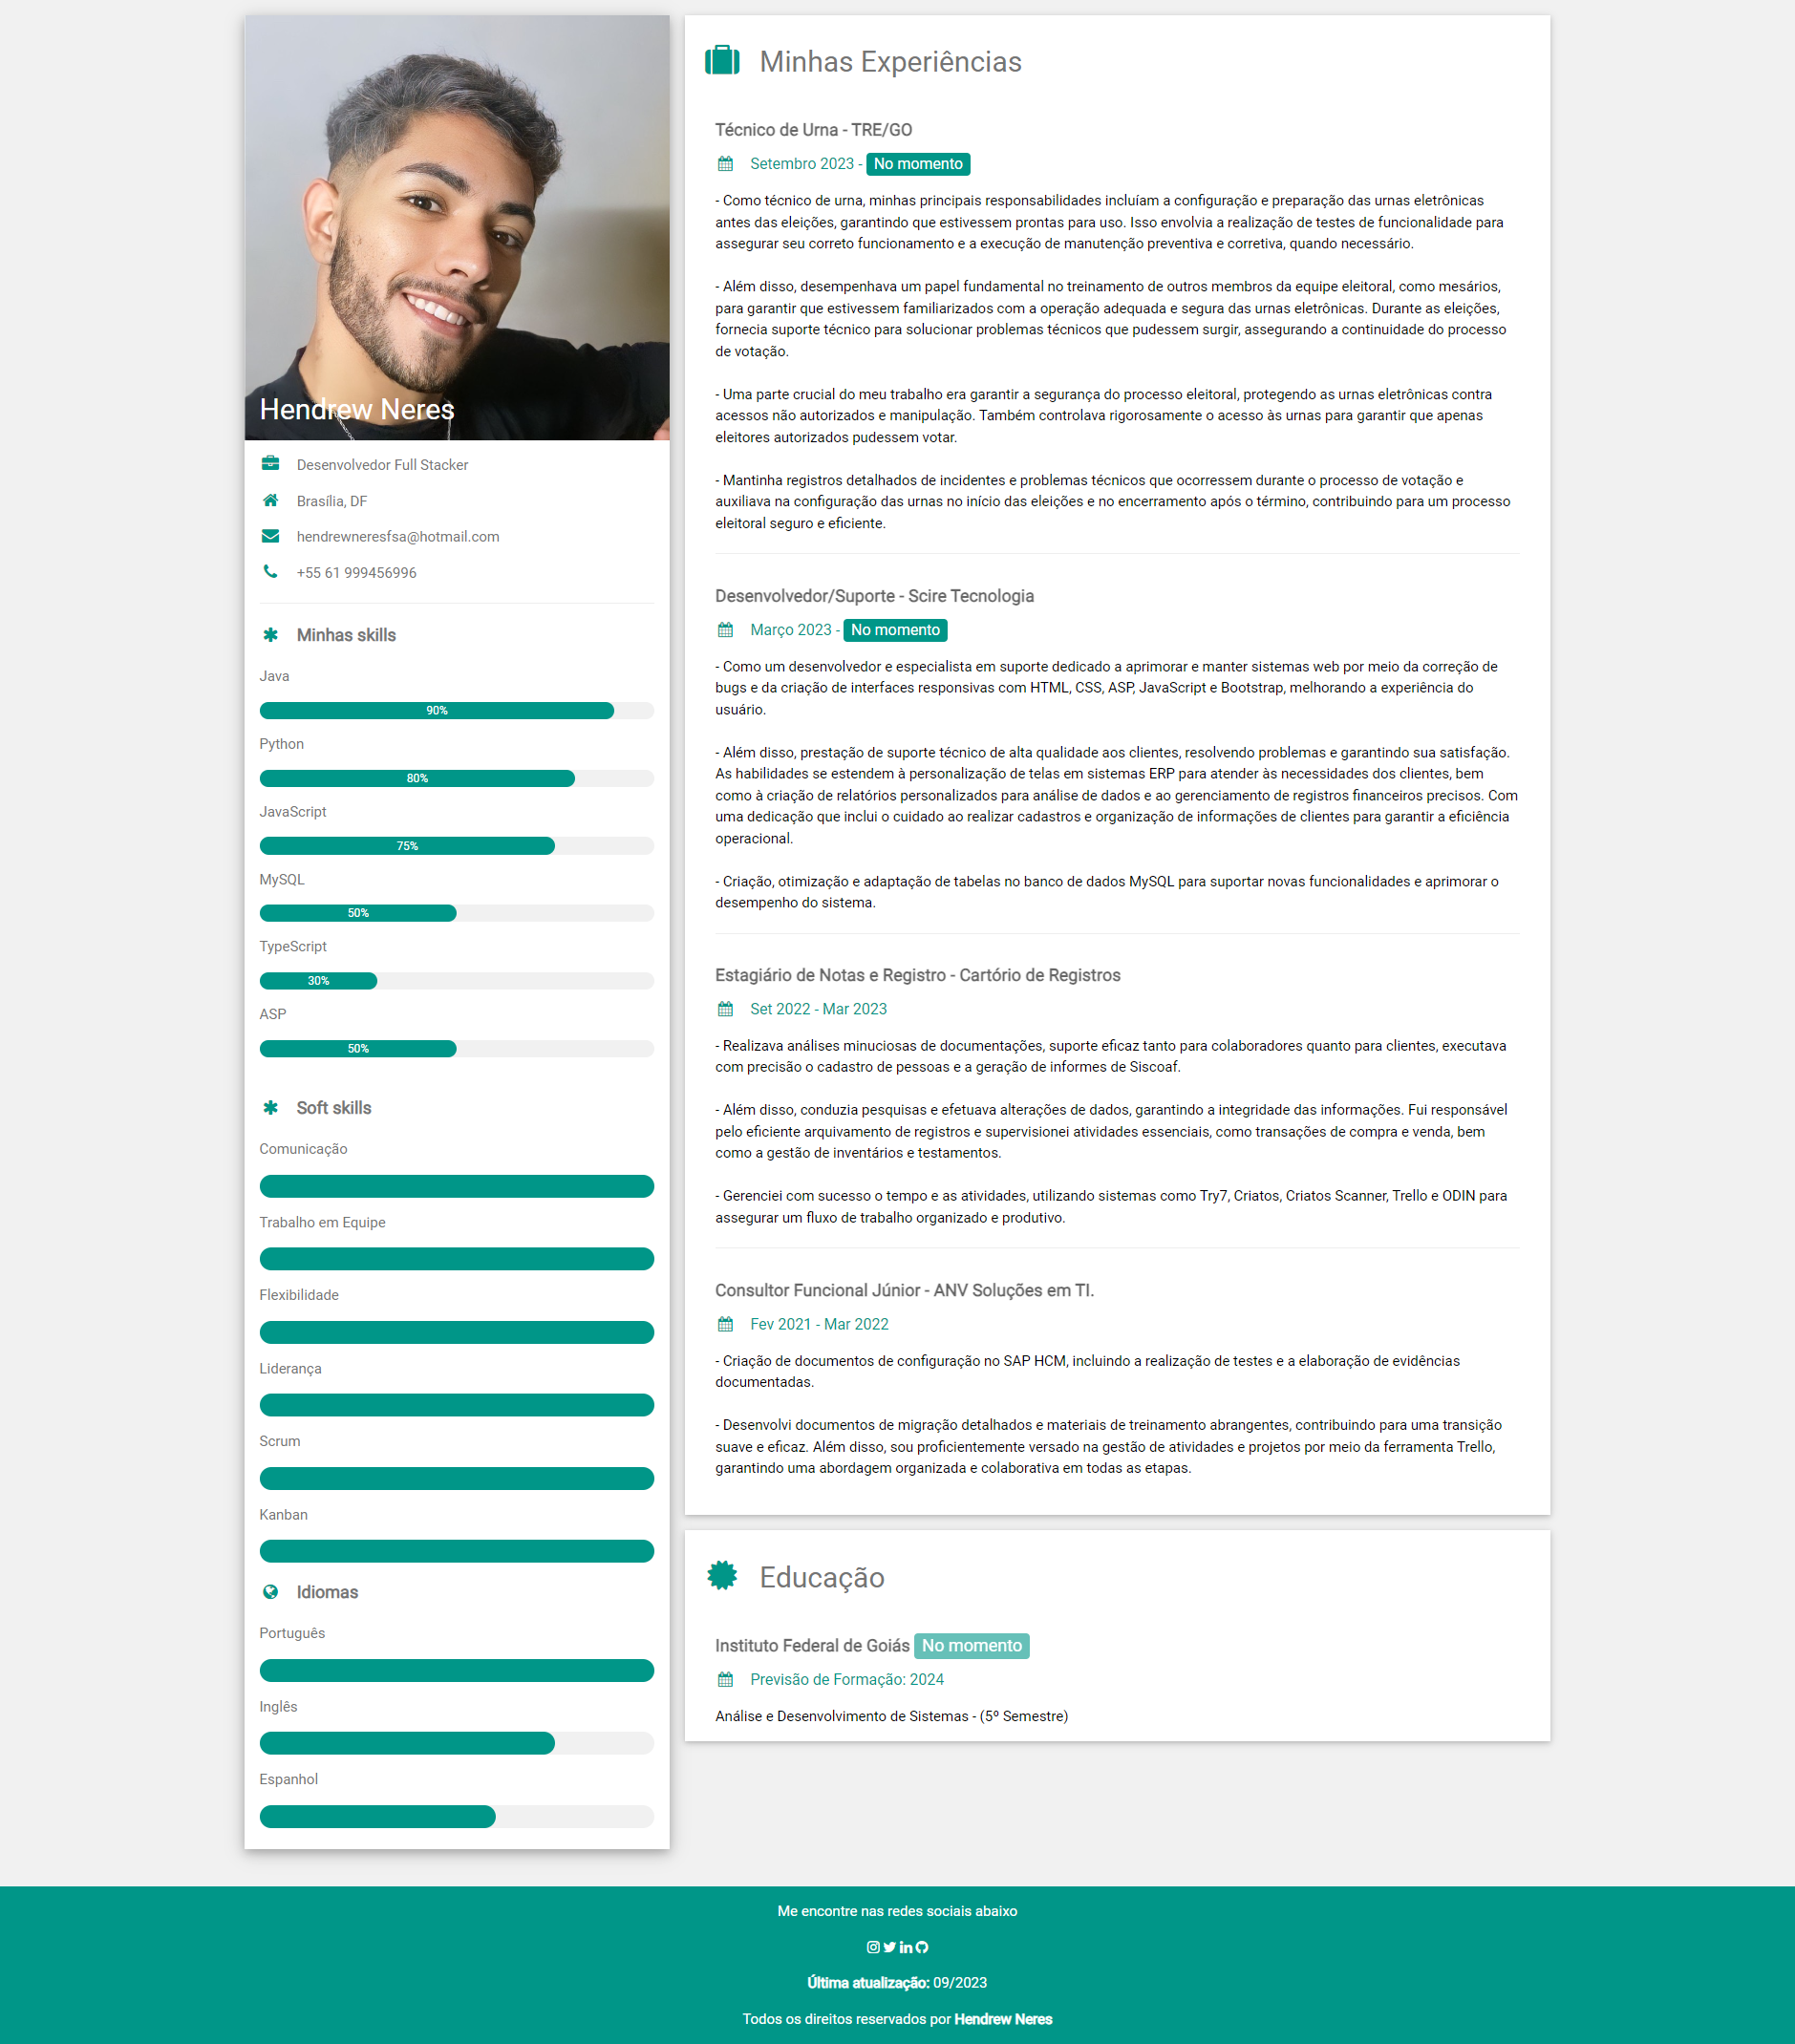 Hendrew Neres
Desenvolvedor Full Stacker
Brasília, DF
hendrewneresfsa@hotmail.com
+55 61 999456996
Minhas skills
Java
90%
Python
80%
JavaScript
75%
MySQL
50%
TypeScript
30%
ASP
50%
Soft skills
Comunicação
Trabalho em Equipe
Flexibilidade
Liderança
Scrum
Kanban
Idiomas
Português
Inglês
Espanhol
Minhas Experiências
Técnico de Urna - TRE/GO
Setembro 2023 - No momento
- Como técnico de urna, minhas principais responsabilidades incluíam a configuração e preparação das urnas eletrônicas
antes das eleições, garantindo que estivessem prontas para uso. Isso envolvia a realização de testes de funcionalidade para
assegurar seu correto funcionamento e a execução de manutenção preventiva e corretiva, quando necessário.
- Além disso, desempenhava um papel fundamental no treinamento de outros membros da equipe eleitoral, como mesários,
para garantir que estivessem familiarizados com a operação adequada e segura das urnas eletrônicas. Durante as eleições,
fornecia suporte técnico para solucionar problemas técnicos que pudessem surgir, assegurando a continuidade do processo
de votação.
- Uma parte crucial do meu trabalho era garantir a segurança do processo eleitoral, protegendo as urnas eletrônicas contra
acessos não autorizados e manipulação. Também controlava rigorosamente o acesso às urnas para garantir que apenas
eleitores autorizados pudessem votar.
- Mantinha registros detalhados de incidentes e problemas técnicos que ocorressem durante o processo de votação e
auxiliava na configuração das urnas no início das eleições e no encerramento após o término, contribuindo para um processo
eleitoral seguro e eficiente.
Desenvolvedor/Suporte - Scire Tecnologia
Março 2023 - No momento
- Como um desenvolvedor e especialista em suporte dedicado a aprimorar e manter sistemas web por meio da correção de
bugs e da criação de interfaces responsivas com HTML, CSS, ASP, JavaScript e Bootstrap, melhorando a experiência do
usuário.
- Além disso, prestação de suporte técnico de alta qualidade aos clientes, resolvendo problemas e garantindo sua satisfação.
As habilidades se estendem à personalização de telas em sistemas ERP para atender às necessidades dos clientes, bem
como à criação de relatórios personalizados para análise de dados e ao gerenciamento de registros financeiros precisos. Com
uma dedicação que inclui o cuidado ao realizar cadastros e organização de informações de clientes para garantir a eficiência
operacional.
- Criação, otimização e adaptação de tabelas no banco de dados MySQL para suportar novas funcionalidades e aprimorar o
desempenho do sistema.
Estagiário de Notas e Registro - Cartório de Registros
Set 2022 - Mar 2023
- Realizava análises minuciosas de documentações, suporte eficaz tanto para colaboradores quanto para clientes, executava
com precisão o cadastro de pessoas e a geração de informes de Siscoaf.
- Além disso, conduzia pesquisas e efetuava alterações de dados, garantindo a integridade das informações. Fui responsável
pelo eficiente arquivamento de registros e supervisionei atividades essenciais, como transações de compra e venda, bem
como a gestão de inventários e testamentos.
- Gerenciei com sucesso o tempo e as atividades, utilizando sistemas como Try7, Criatos, Criatos Scanner, Trello e ODIN para
assegurar um fluxo de trabalho organizado e produtivo.
Consultor Funcional Júnior - ANV Soluções em TI.
Fev 2021 - Mar 2022
- Criação de documentos de configuração no SAP HCM, incluindo a realização de testes e a elaboração de evidências
documentadas.
- Desenvolvi documentos de migração detalhados e materiais de treinamento abrangentes, contribuindo para uma transição
suave e eficaz. Além disso, sou proficientemente versado na gestão de atividades e projetos por meio da ferramenta Trello,
garantindo uma abordagem organizada e colaborativa em todas as etapas.
Educação
Instituto Federal de Goiás No momento
Previsão de Formação: 2024
Análise e Desenvolvimento de Sistemas - (5º Semestre)
Me encontre nas redes sociais abaixo
Última atualização: 09/2023
Todos os direitos reservados por Hendrew Neres